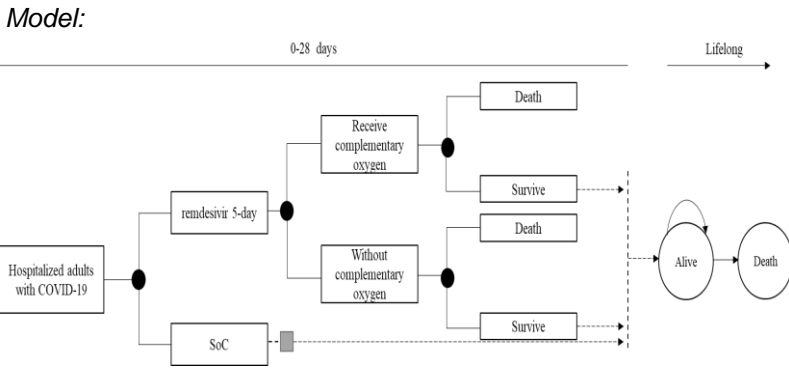 Model:
0-28 days
Lifelong
Death
Receive
complementary
oxygen
Survive
remdesivir 5-day
Death
Hospitalized adults
with COVID-19
Without
complementary
oxygen
Alive
Death
Survive
SoC